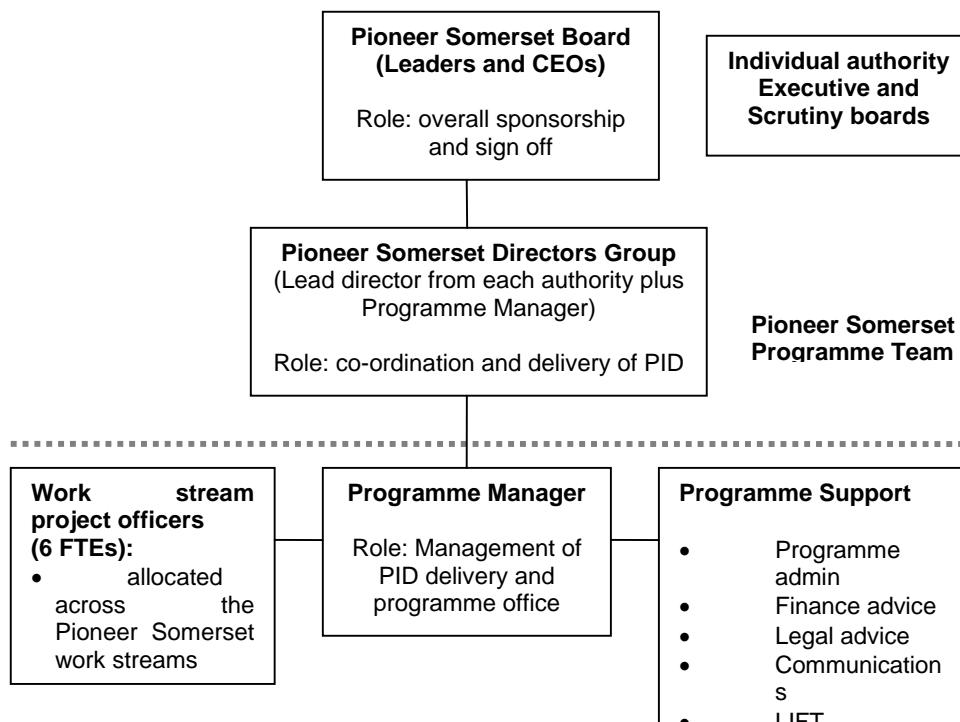 Pioneer Somerset Board
(Leaders and CEOs)
Role: overall sponsorship
and sign off
Individual authority
Executive and
Scrutiny boards
Pioneer Somerset Directors Group
(Lead director from each authority plus
Programme Manager)
Role: co-ordination and delivery of PID
Pioneer Somerset
Programme Team
Work stream
project officers
(6 FTEs):
• allocated
across the
Pioneer Somerset
work streams
Programme Manager
Role: Management of
PID delivery and
programme office
Programme Support
• Programme
admin
• Finance advice
• Legal advice
• Communication
s
•